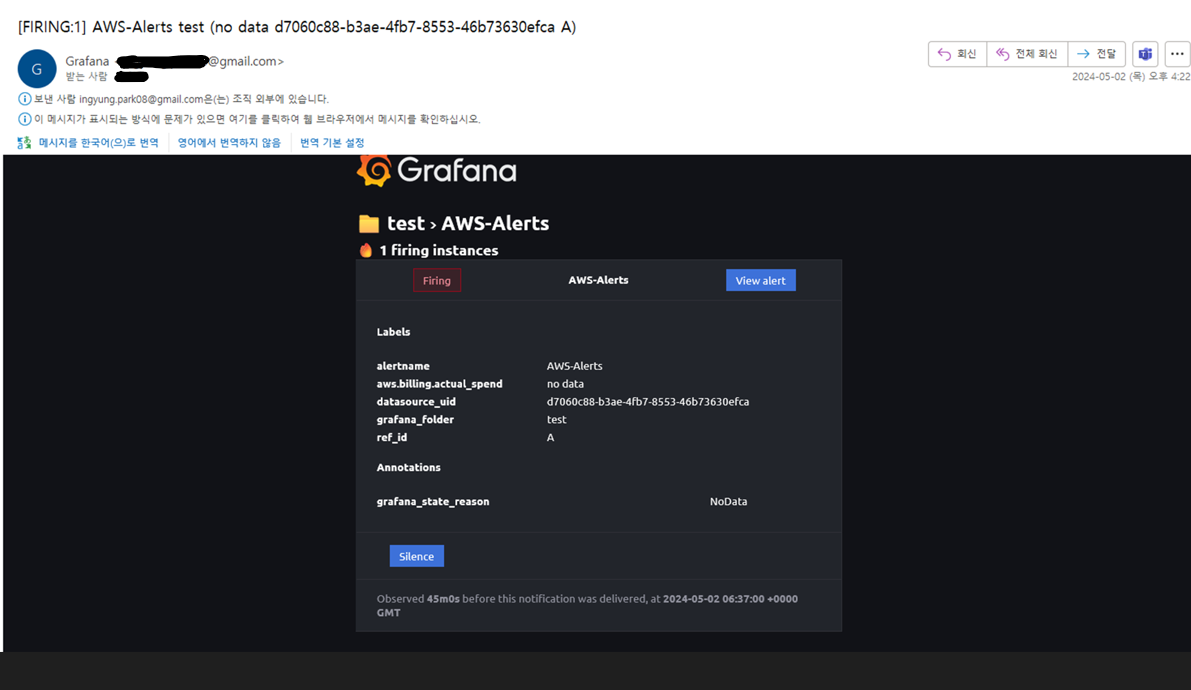 [FIRING:1] AWS-Alerts test (no data d7060c88-b3ae-4fb7-8553-46b73630efca A)
G
Grafana @gmail.com>
받는 사람
회신
전체 회신
전달
2024-05-02 (목) 오후 4:22
보낸 사람 ingyung.park08@gmail.com은(는) 조직 외부에 있습니다.
이 메시지가 표시되는 방식에 문제가 있으면 여기를 클릭하여 웹 브라우저에서 메시지를 확인하십시오.
메시지를 한국어(으)로 번역 영어에서 번역하지 않음 번역 기본 설정
Grafana
test › AWS-Alerts
1 firing instances
Firing AWS-Alerts View alert
Labels
alertname AWS-Alerts
aws.billing.actual_spend no data
datasource_uid d7060c88-b3ae-4fb7-8553-46b73630efca
grafana_folder test
ref_id A
Annotations
grafana_state_reason NoData
Silence
Observed 45m0s before this notification was delivered, at 2024-05-02 06:37:00 +0000
GMT